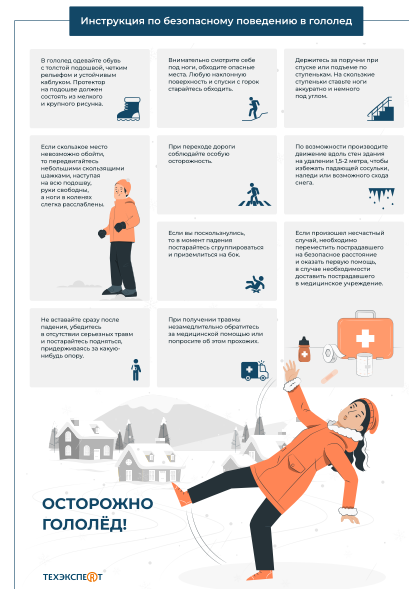 Инструкция по безопасному поведению в гололед
В гололед одевайте обувь
с толстой подошвой, четким
рельефом и устойчивым
каблуком. Протектор
на подошве должен
состоять из мелкого
и крупного рисунка.
Внимательно смотрите себе
под ноги, обходите опасные
места. Любую наклонную
поверхность и спуски с горок
старайтесь обходить.
Держитесь за поручни при
спуске или подъеме по
ступенькам. На скользкие
ступеньки ставьте ноги
аккуратно и немного
под углом.
Если скользкое место
невозможно обойти,
то передвигайтесь
небольшими скользящими
шажками, наступая
на всю подошву,
руки свободны,
а ноги в коленях
слегка расслаблены.
При переходе дороги
соблюдайте особую
осторожность.
По возможности производите
движение вдоль стен здания
на удалении 1,5-2 метра, чтобы
избежать падающей сосульки,
наледи или возможного схода
снега.
Если вы поскользнулись,
то в момент падения
постарайтесь сгруппироваться
и приземлиться на бок.
Если произошел несчастный
случай, необходимо
переместить пострадавшего
на безопасное расстояние
и оказать первую помощь,
в случае необходимости
доставить пострадавшего
в медицинское учреждение.
Не вставайте сразу после
падения, убедитесь
в отсутствии серьезных травм
и постарайтесь подняться,
придерживаясь за какую-
нибудь опору.
При получении травмы
незамедлительно обратитесь
за медицинской помощью или
попросите об этом прохожих.
ОСТОРОЖНО
ГОЛОЛЁД!
ТЕХЭКСПЕRТ